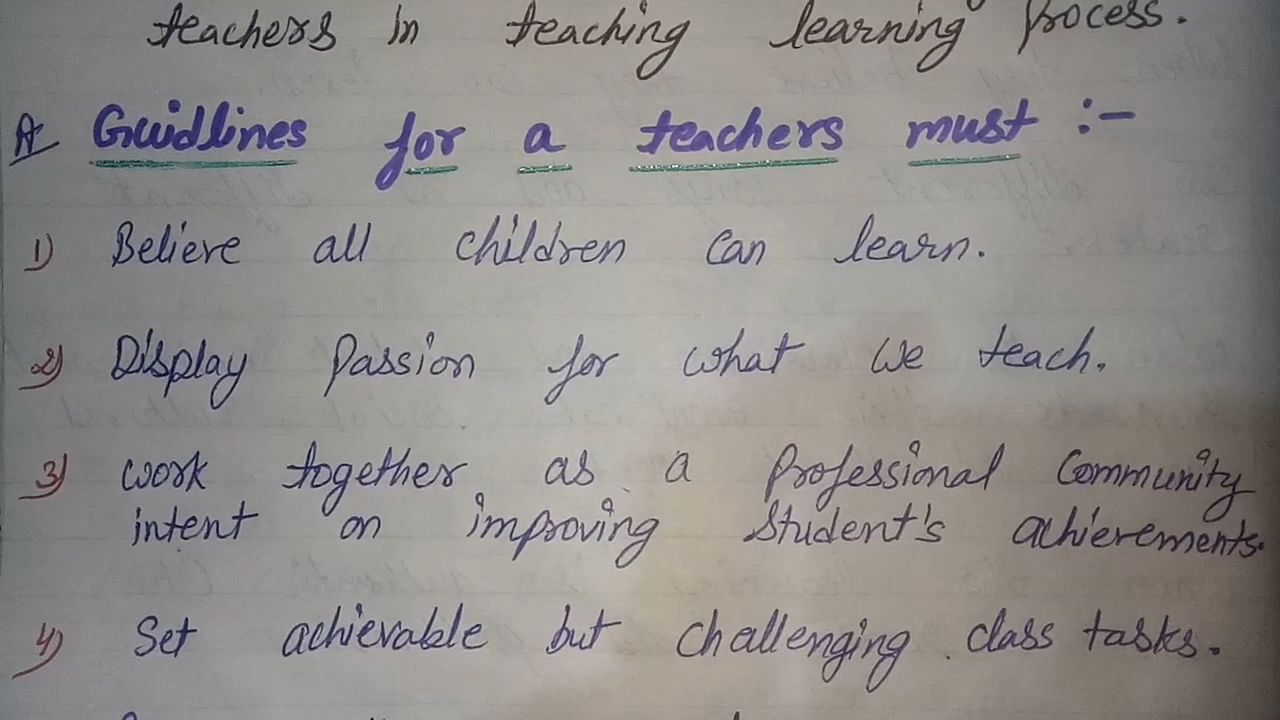 teachers in teaching learning process.
A Guidlines for a teachers must :-
1) Believe all children can learn.
2) Display Passion for what we teach.
3) work together as a Professional Community
intent on improving student's achierements.
4) Set achievable but challenging class tasks.